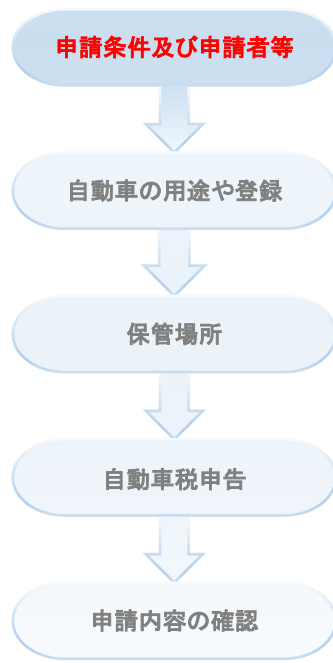 申請条件及び申請者等
自動車の用途や登録
保管場所
自動車税申告
申請内容の確認